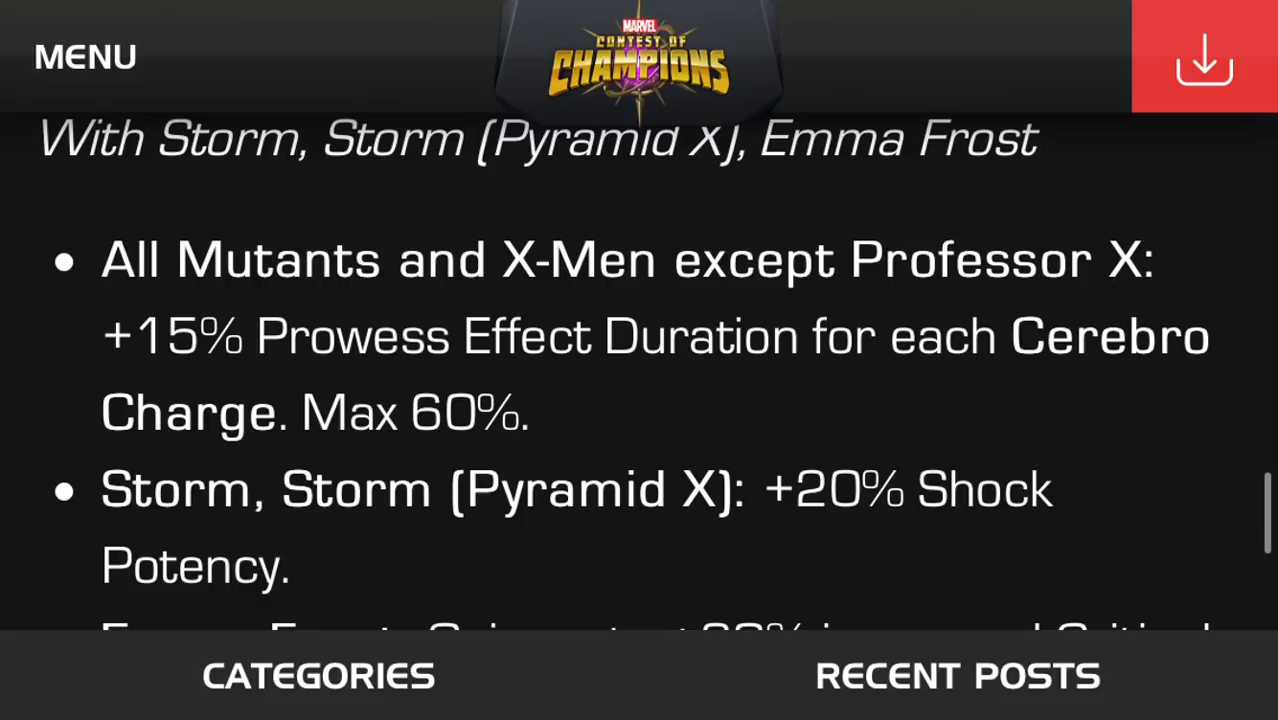 MENU
MARVEL
CONTEST OF
CHAMPIONS
With Storm, Storm (Pyramid X), Emma Frost
• All Mutants and X-Men except Professor X:
+15% Prowess Effect Duration for each Cerebro
Charge. Max 60%.
• Storm, Storm (Pyramid X): +20% Shock
Potency.
CATEGORIES
RECENT POSTS